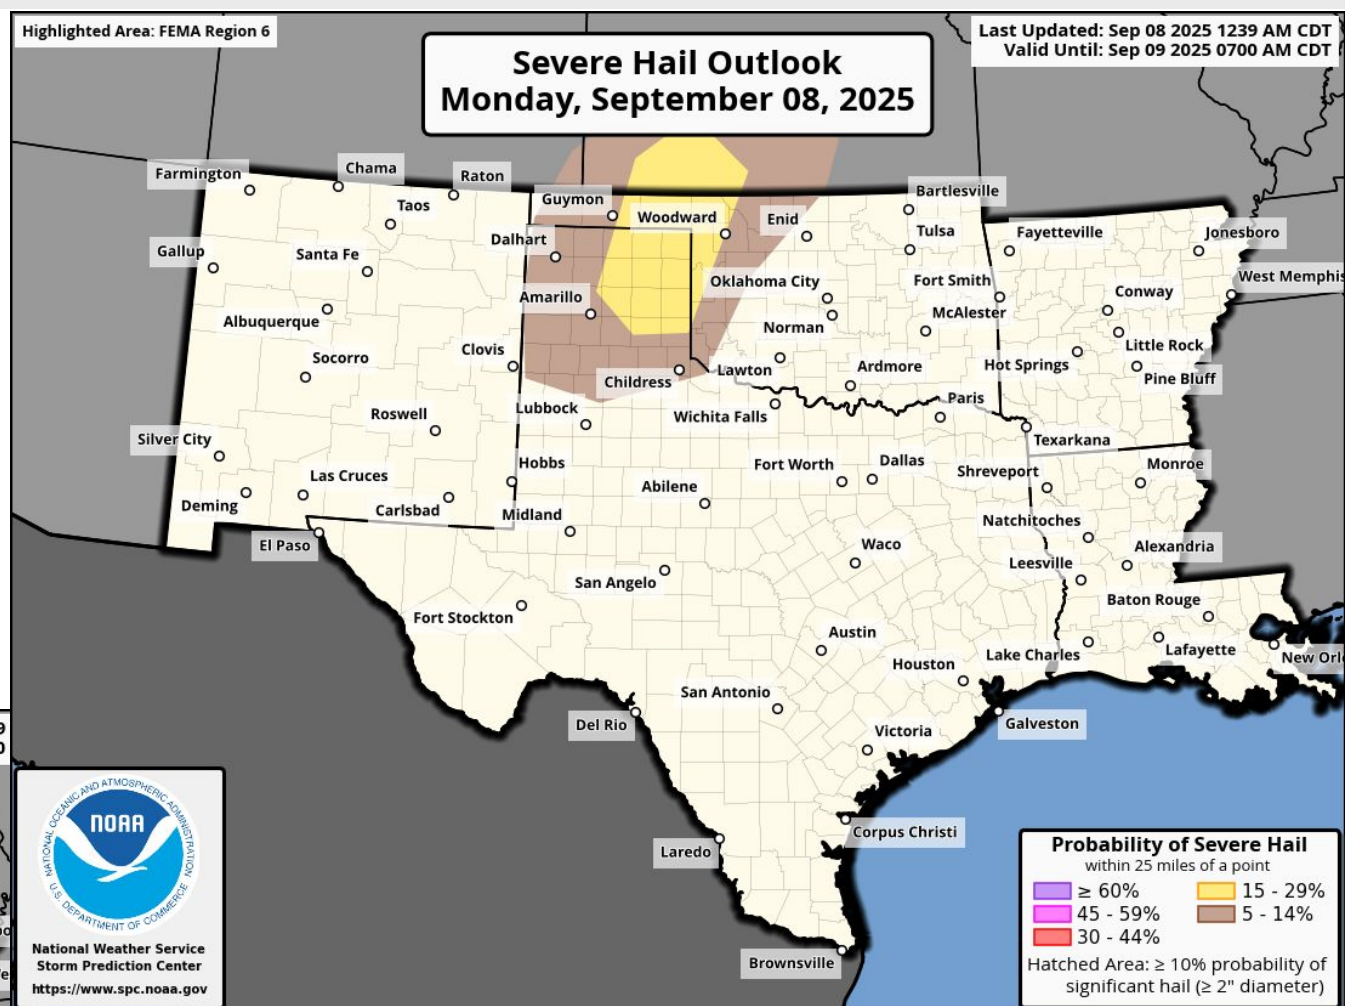 Highlighted Area: FEMA Region 6
Last Updated: Sep 08 2025 1239 AM CDT
Valid Until: Sep 09 2025 0700 AM CDT
Severe Hail Outlook
Monday, September 08, 2025
Farmington
Chama
Raton
Taos
Guymon
Woodward
Enid
Bartlesville
Gallup
Santa Fe
Dalhart
Tulsa
Fayetteville
Jonesboro
Albuquerque
Amarillo
Oklahoma City
Fort Smith
West Memphis
Conway
Norman
McAlester
Socorro
Clovis
Childress
Lawton
Ardmore
Hot Springs
Little Rock
Pine Bluff
Roswell
Lubbock
Wichita Falls
Paris
Silver City
Texarkana
Las Cruces
Hobbs
Fort Worth
Dallas
Shreveport
Monroe
Deming
Carlsbad
Midland
Abilene
Natchitoches
El Paso
San Angelo
Waco
Leesville
Alexandria
Fort Stockton
Baton Rouge
Austin
Houston
Lake Charles
Lafayette
New Orl
San Antonio
Del Rio
Galveston
Victoria
Corpus Christi
Laredo
Brownsville
9
0
NATIONAL OCEANIC AND ATMOSPHERIC ADMINISTRATION
NOAA
U.S. DEPARTMENT OF COMMERCE
National Weather Service
Storm Prediction Center
https://www.spc.noaa.gov
Probability of Severe Hail
within 25 miles of a point
≥ 60%
15 - 29%
45 - 59%
5 - 14%
30 - 44%
Hatched Area: ≥ 10% probability of
significant hail (≥ 2" diameter)